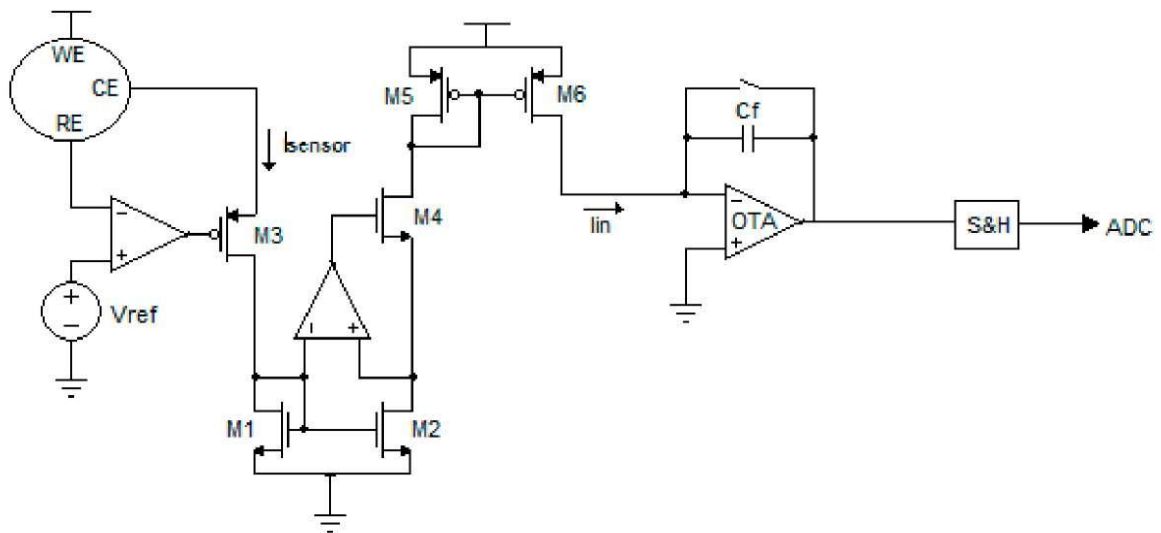 WE
CE
RE
Isensor
M5
M6
Cf
M4
M3
Iin
OTA
S&H
ADC
Vref
M1
M2